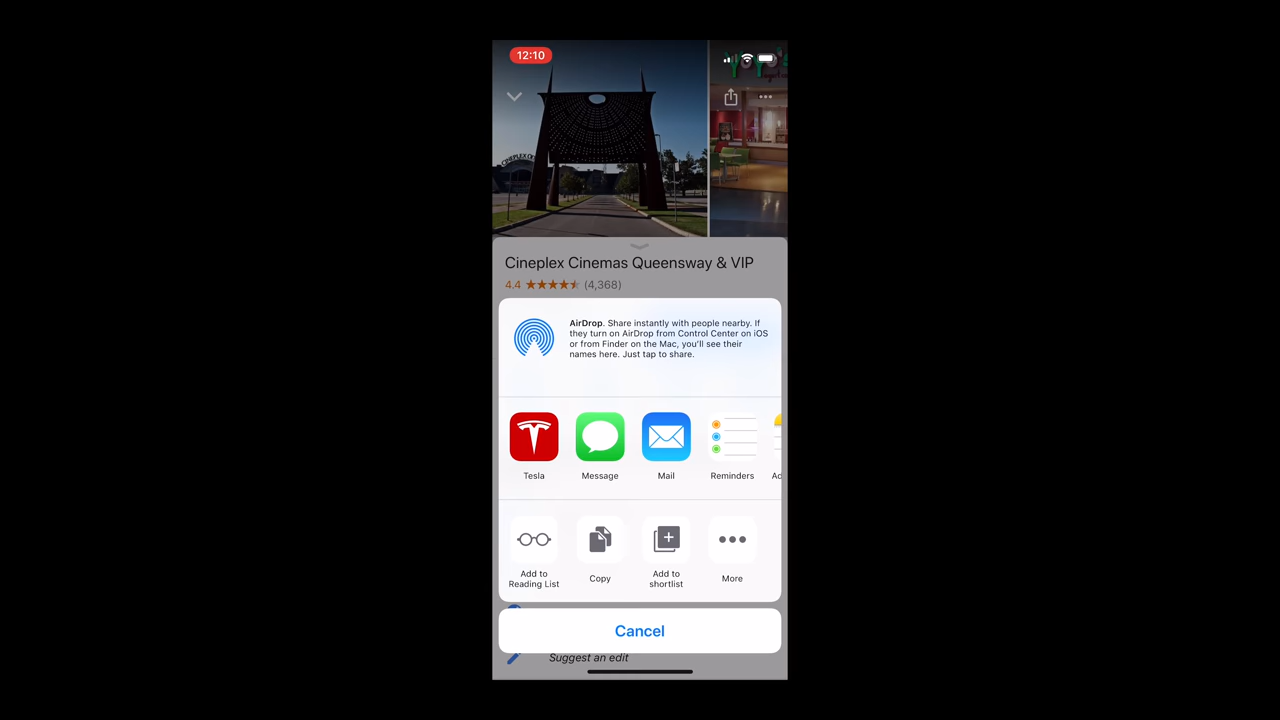 12:10
CINEPLEX
Cineplex Cinemas Queensway & VIP
4.4 ★★★★★ (4,368)
AirDrop. Share instantly with people nearby. If
they turn on AirDrop from Control Center on iOS
or from Finder on the Mac, you'll see their
names here. Just tap to share.
Tesla
Message
Mail
Reminders
Add to
Reading List
Copy
Add to
shortlist
More
Cancel
Suggest an edit